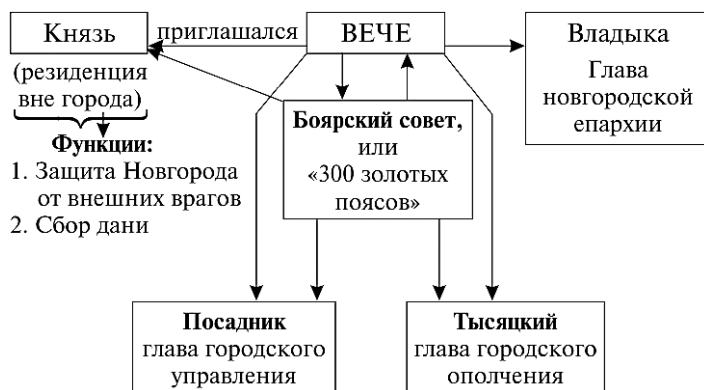 Князь
приглашался
ВЕЧЕ
Владыка
Глава
новгородской
епархии
(резиденция
вне города)
Функции:
1. Защита Новгорода
от внешних врагов
2. Сбор дани
Боярский совет,
или
«300 золотых
поясов»
Посадник
глава городского
управления
Тысяцкий
глава городского
ополчения